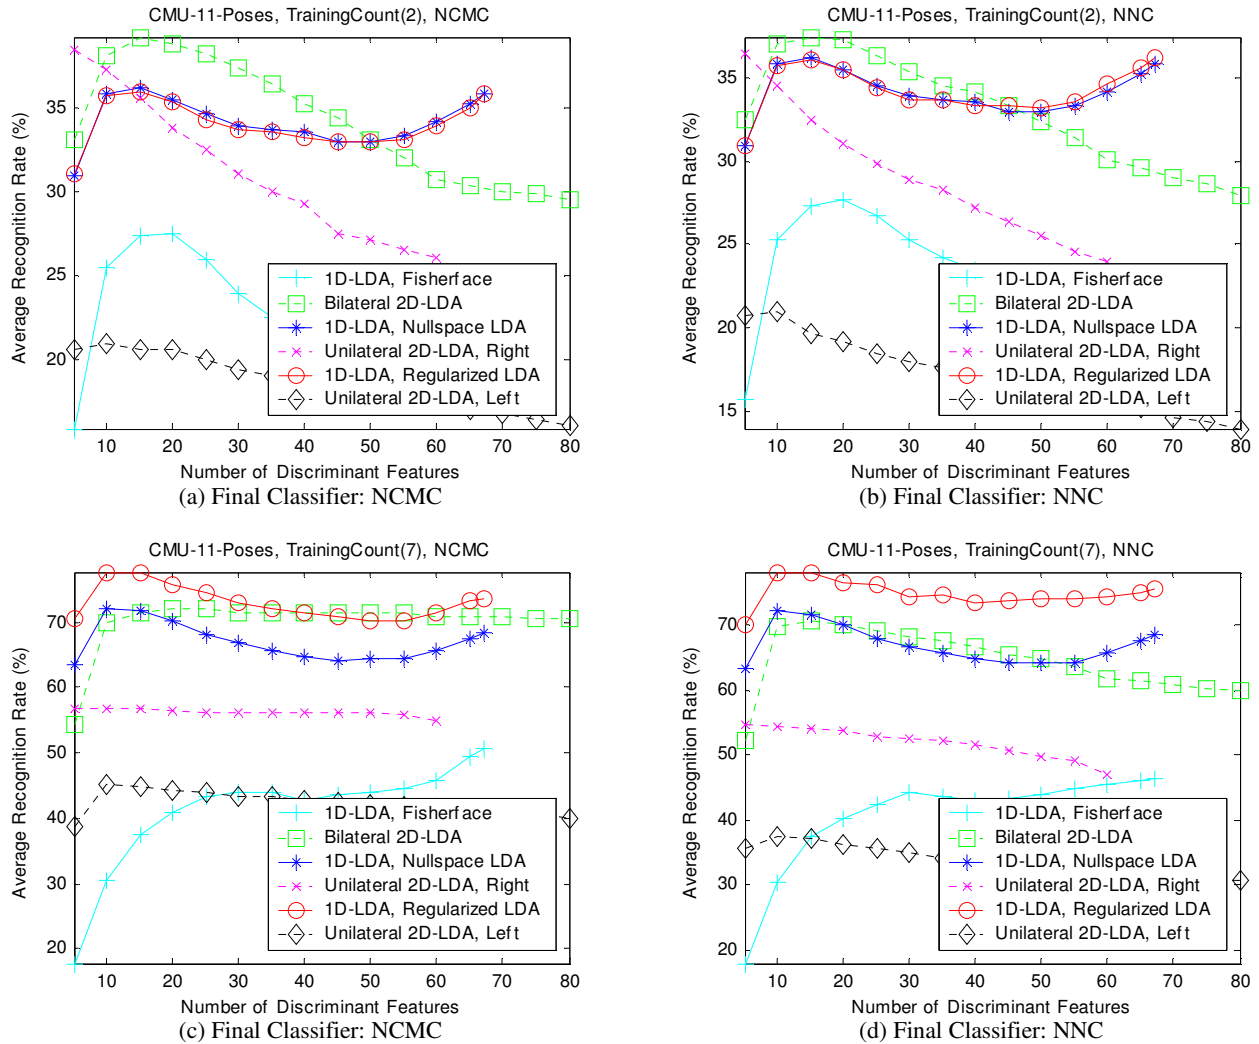 CMU-11-Poses, TrainingCount(2), NCMC
Average Recognition Rate (%)
35
30
25
20
10 20 30 40 50 60 70 80
1D-LDA, Fisherface
Bilateral 2D-LDA
1D-LDA, Nullspace LDA
Unilateral 2D-LDA, Right
1D-LDA, Regularized LDA
Unilateral 2D-LDA, Left
Number of Discriminant Features
(a) Final Classifier: NCMC
CMU-11-Poses, TrainingCount(2), NNC
Average Recognition Rate (%)
35
30
25
20
15
10 20 30 40 50 60 70 80
1D-LDA, Fisherface
Bilateral 2D-LDA
1D-LDA, Nullspace LDA
Unilateral 2D-LDA, Right
1D-LDA, Regularized LDA
Unilateral 2D-LDA, Left
Number of Discriminant Features
(b) Final Classifier: NNC
CMU-11-Poses, TrainingCount(7), NCMC
Average Recognition Rate (%)
70
60
50
40
30
20
10 20 30 40 50 60 70 80
1D-LDA, Fisherface
Bilateral 2D-LDA
1D-LDA, Nullspace LDA
Unilateral 2D-LDA, Right
1D-LDA, Regularized LDA
Unilateral 2D-LDA, Left
Number of Discriminant Features
(c) Final Classifier: NCMC
CMU-11-Poses, TrainingCount(7), NNC
Average Recognition Rate (%)
70
60
50
40
30
20
10 20 30 40 50 60 70 80
1D-LDA, Fisherface
Bilateral 2D-LDA
1D-LDA, Nullspace LDA
Unilateral 2D-LDA, Right
1D-LDA, Regularized LDA
Unilateral 2D-LDA, Left
Number of Discriminant Features
(d) Final Classifier: NNC